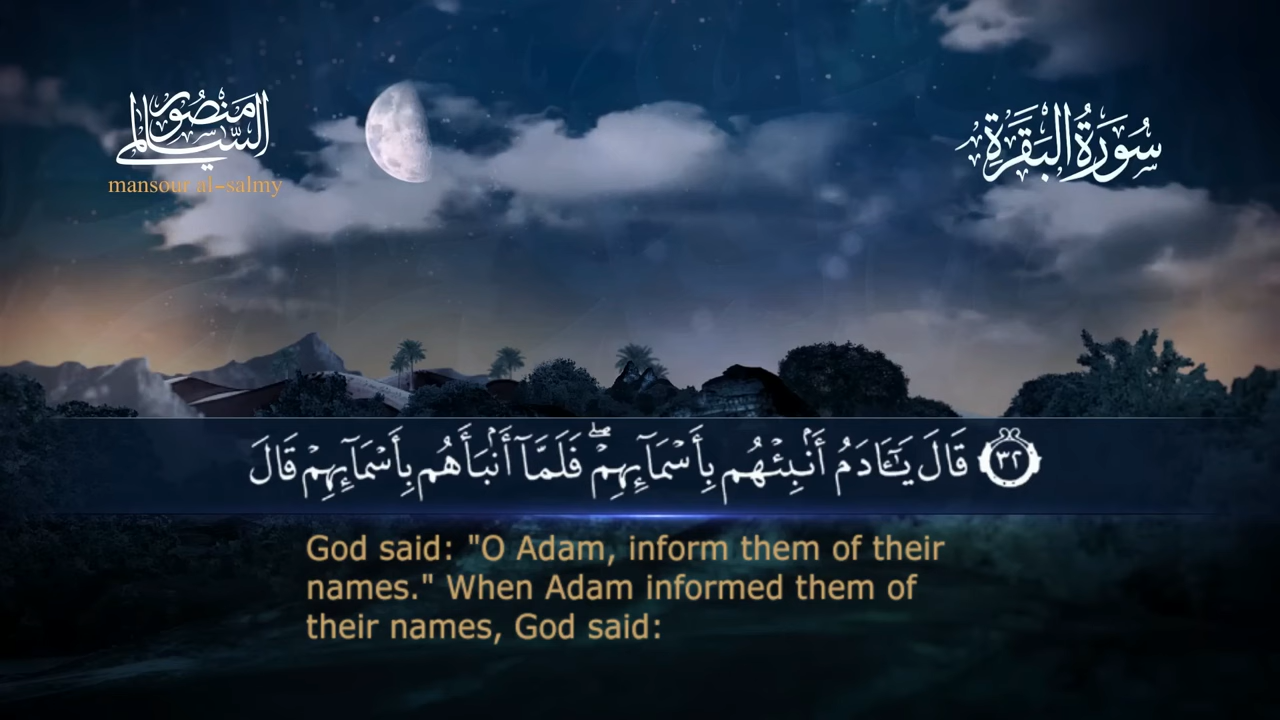 منصور السالمي
mansour al-salmy
سُورَةُ البَقَرَةِ
٣٢ قَالَ يَـٰٓـَٔادَمُ أَنۢبِئْهُم بِأَسْمَآئِهِمْ ۖ فَلَمَّآ أَنۢبَأَهُم بِأَسْمَآئِهِمْ قَالَ
God said: "O Adam, inform them of their
names." When Adam informed them of
their names, God said: